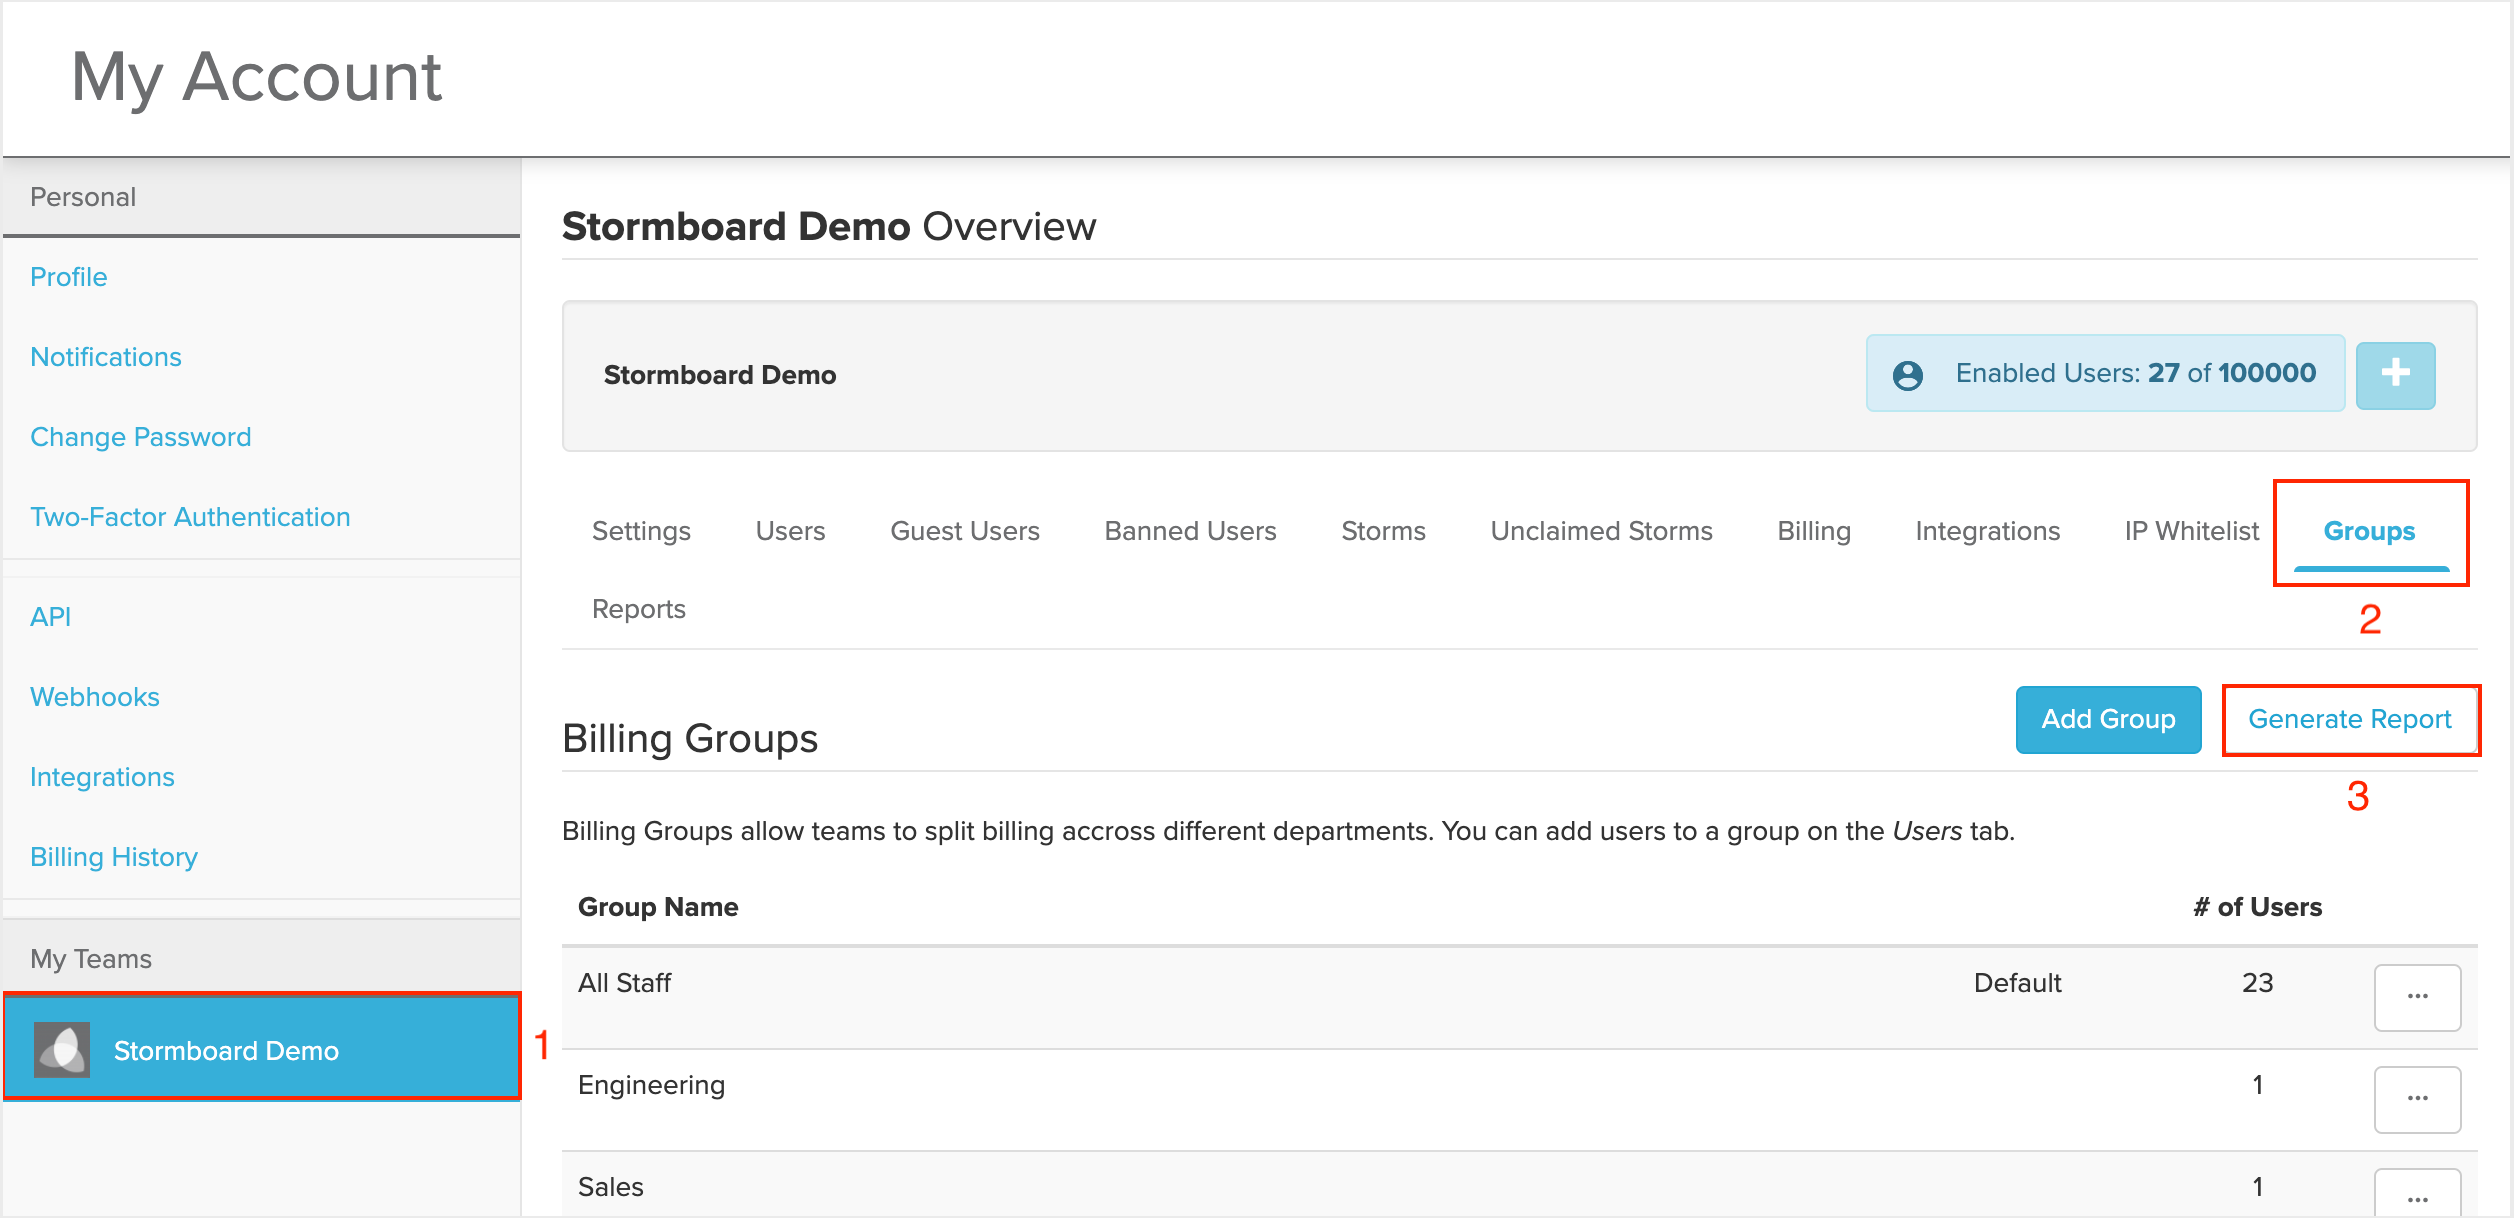 My Account
Personal
Profile
Notifications
Change Password
Two-Factor Authentication
API
Webhooks
Integrations
Billing History
My Teams
Stormboard Demo
1
Stormboard Demo Overview
Stormboard Demo
Enabled Users: 27 of 100000
Settings Users Guest Users Banned Users Storms Unclaimed Storms Billing Integrations IP Whitelist Groups
Reports
2
Billing Groups
Add Group
Generate Report
3
Billing Groups allow teams to split billing accross different departments. You can add users to a group on the Users tab.
Group Name # of Users
All Staff Default 23 ...
Engineering 1 ...
Sales 1 ...